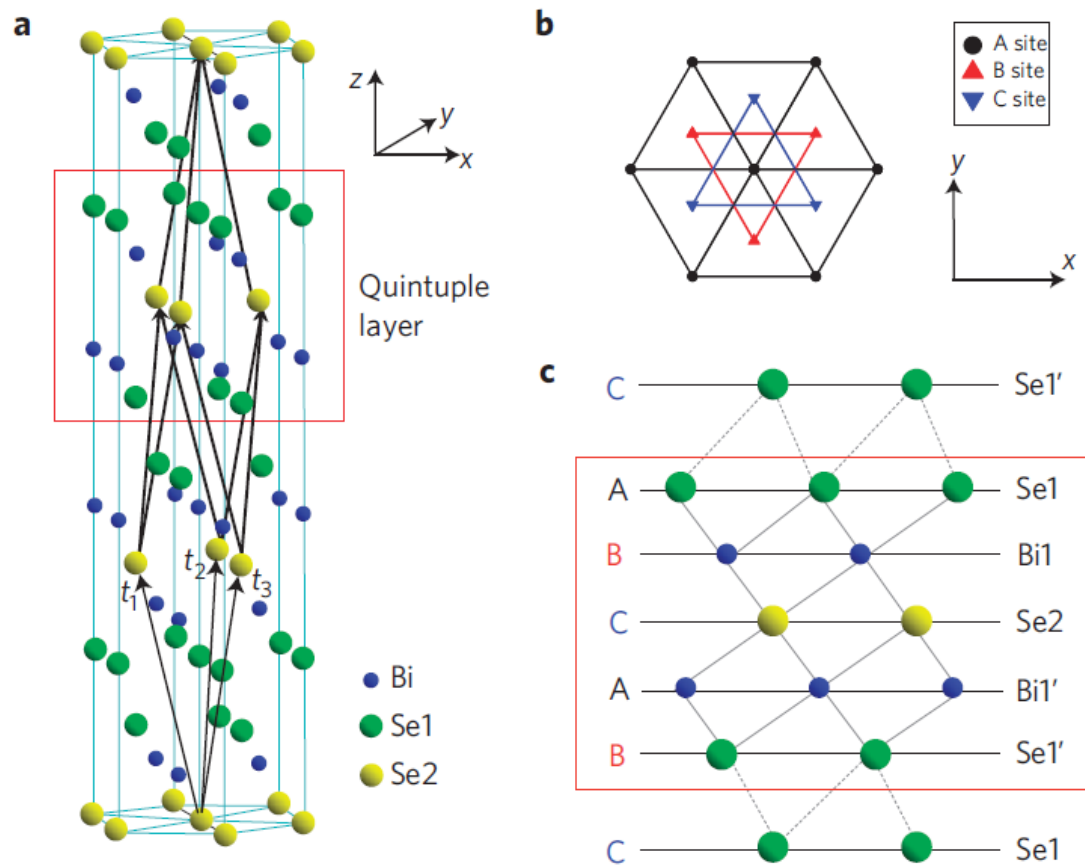 a
z
y
x
Quintuple
layer
t1
t2
t3
Bi
Se1
Se2
b
A site
B site
C site
y
x
c
C Se1′
A Se1
B Bi1
C Se2
A Bi1′
B Se1′
C Se1